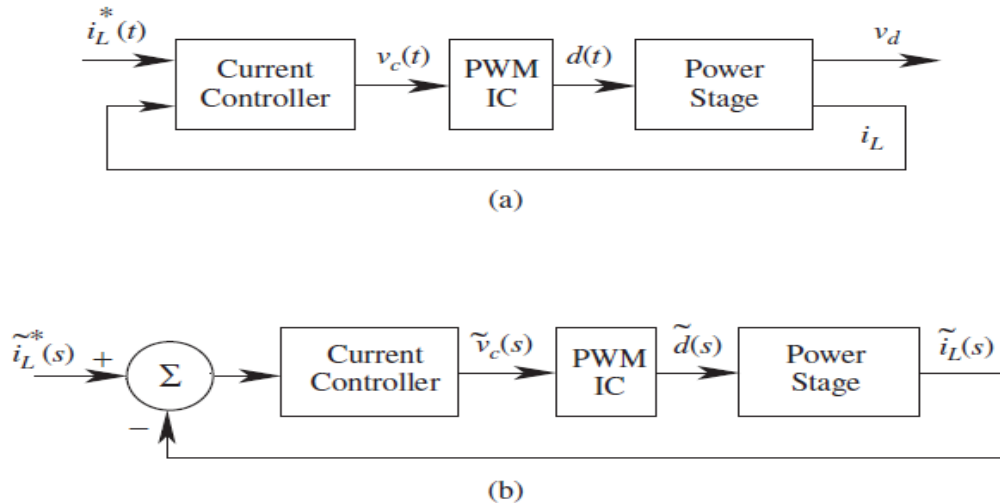 i_L^*(t)
Current
Controller
v_c(t)
PWM
IC
d(t)
Power
Stage
v_d
i_L
(a)
ĩ_L^*(s)
+
−
Σ
Current
Controller
ṽ_c(s)
PWM
IC
d̃(s)
Power
Stage
ĩ_L(s)
(b)